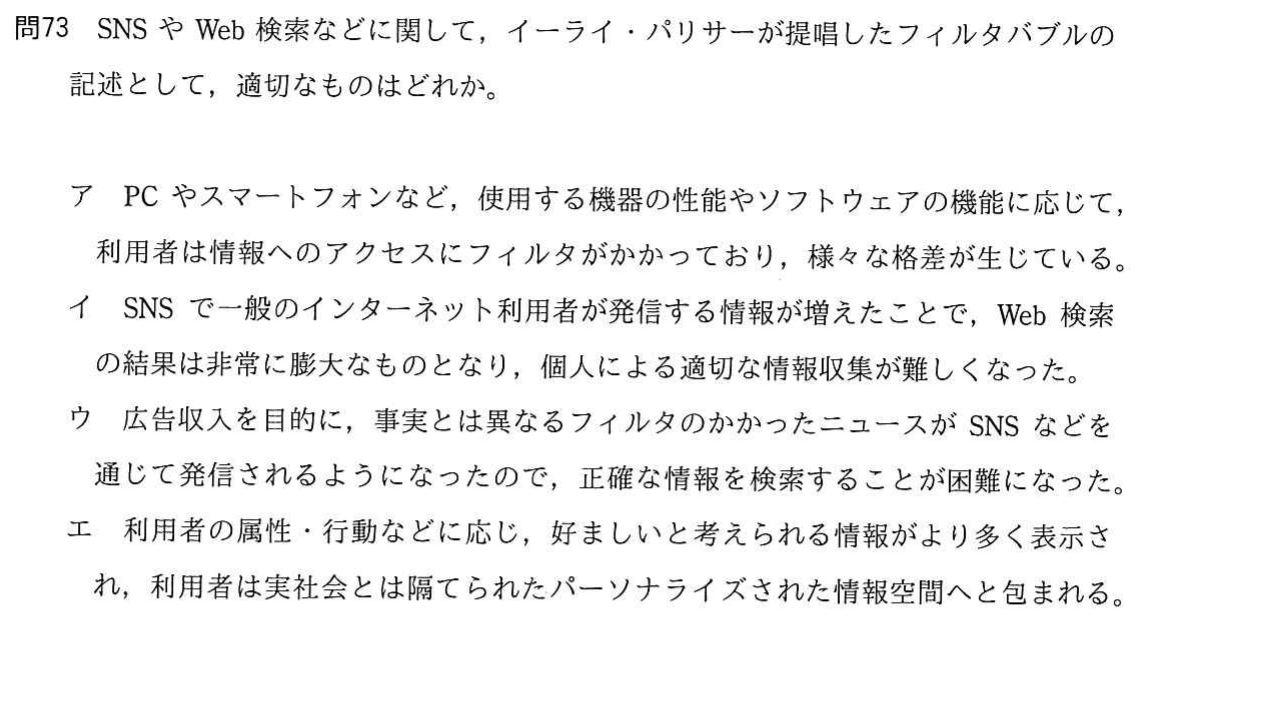 問73　SNS や Web 検索などに関して，イーライ・パリサーが提唱したフィルタバブルの
記述として，適切なものはどれか。
ア　PC やスマートフォンなど，使用する機器の性能やソフトウェアの機能に応じて，
利用者は情報へのアクセスにフィルタがかかっており，様々な格差が生じている。
イ　SNS で一般のインターネット利用者が発信する情報が増えたことで，Web 検索
の結果は非常に膨大なものとなり，個人による適切な情報収集が難しくなった。
ウ　広告収入を目的に，事実とは異なるフィルタのかかったニュースが SNS などを
通じて発信されるようになったので，正確な情報を検索することが困難になった。
エ　利用者の属性・行動などに応じ，好ましいと考えられる情報がより多く表示さ
れ，利用者は実社会とは隔てられたパーソナライズされた情報空間へと包まれる。